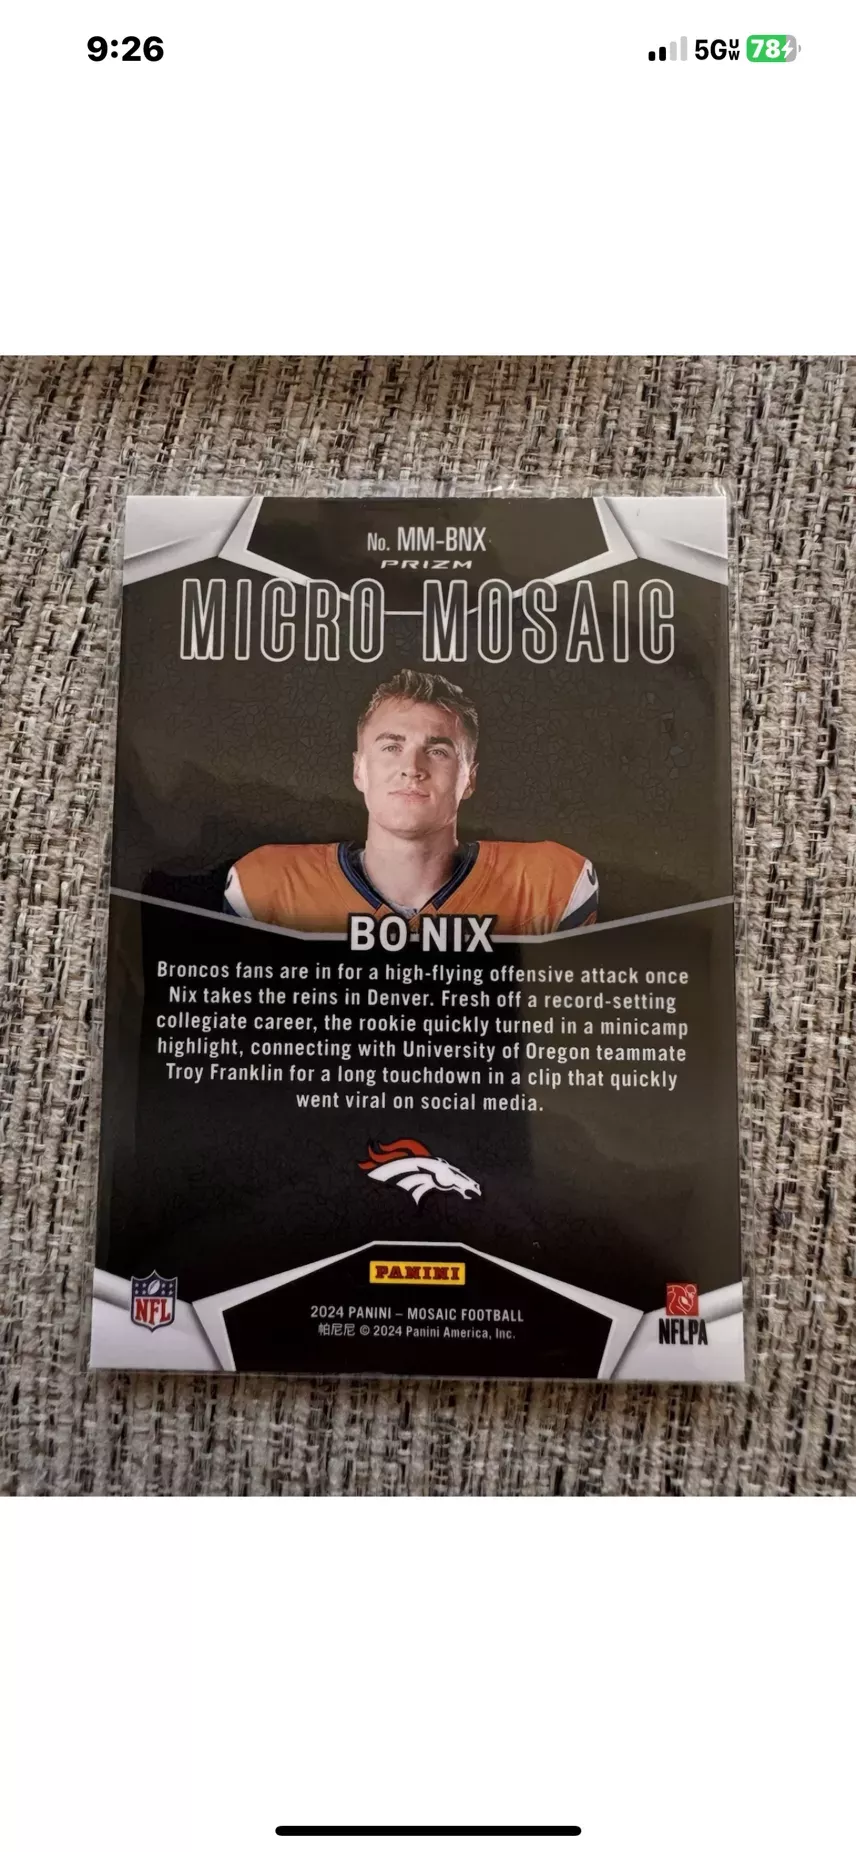 9:26
5GUW 78
No. MM-BNX
PRIZM
MICRO MOSAIC
BO NIX
Broncos fans are in for a high-flying offensive attack once
Nix takes the reins in Denver. Fresh off a record-setting
collegiate career, the rookie quickly turned in a minicamp
highlight, connecting with University of Oregon teammate
Troy Franklin for a long touchdown in a clip that quickly
went viral on social media.
PANINI
NFL
2024 PANINI – MOSAIC FOOTBALL
帕尼尼 © 2024 Panini America, Inc.
NFLPA